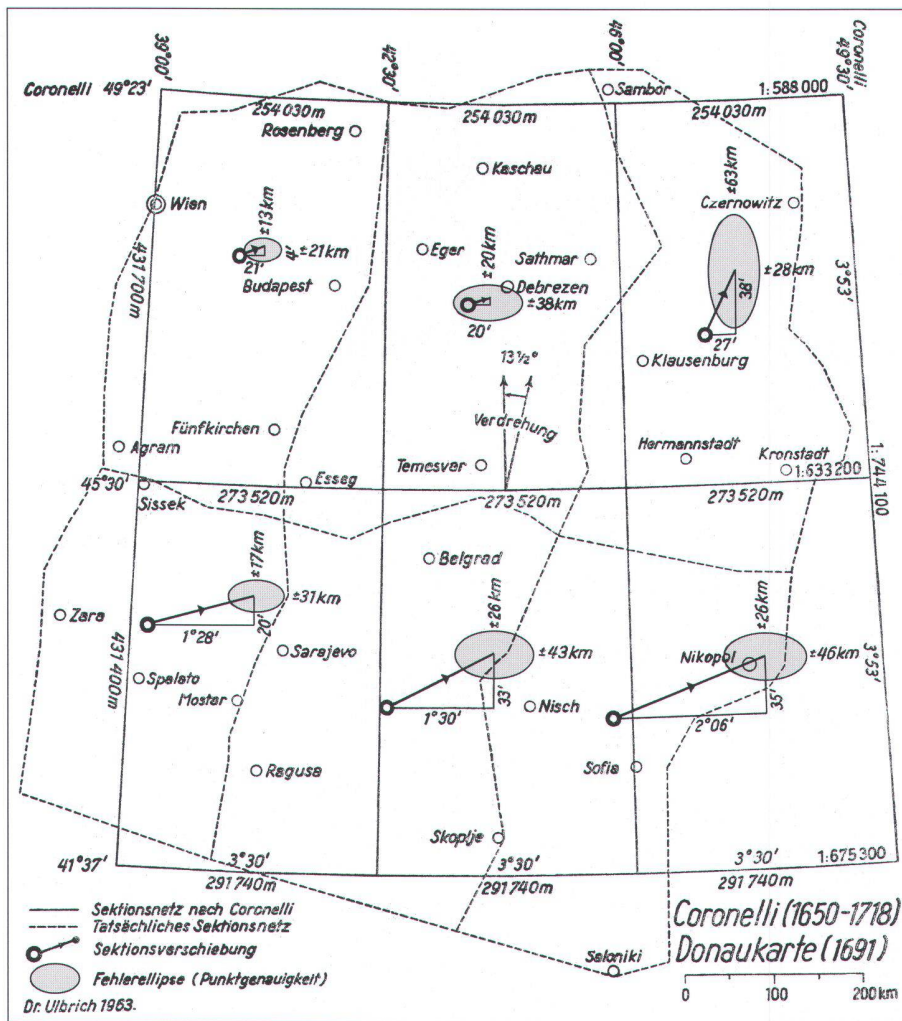 39°00'
42°30'
46°00'
Coronelli 49°30'
Coronelli 49°23'
Sambor
1:588 000
254 030m
254 030m
254 030m
Rosenberg
Kaschau
Wien
Czernowitz
±13km
±21km
4'
21'
Budapest
431 700m
Eger
±20km
Sathmar
Debrezen
±38km
20'
±63km
±28km
38'
27'
3°53'
Klausenburg
13½°
Verdrehung
Fünfkirchen
Agram
Temesver
Hermannstadt
Kronstadt
1:633 200
1:744 100
45°30'
Sissek
Esseg
273 520m
273 520m
273 520m
Belgrad
±17km
±31km
Zara
1°28'
20'
431 400m
Sarajevo
Spalato
Mostar
±26km
±43km
1°30'
33'
Nisch
±26km
±46km
Nikopol
2°06'
35'
3°53'
Ragusa
Sofia
Skoplje
41°37'
3°30'
3°30'
3°30'
1:675 300
291 740m
291 740m
291 740m
Sektionsnetz nach Coronelli
Tatsächliches Sektionsnetz
Sektionsverschiebung
Fehlerellipse (Punktgenauigkeit)
Dr. Ulbrich 1963.
Saloniki
Coronelli (1650-1718)
Donaukarte (1691)
0 100 200 km